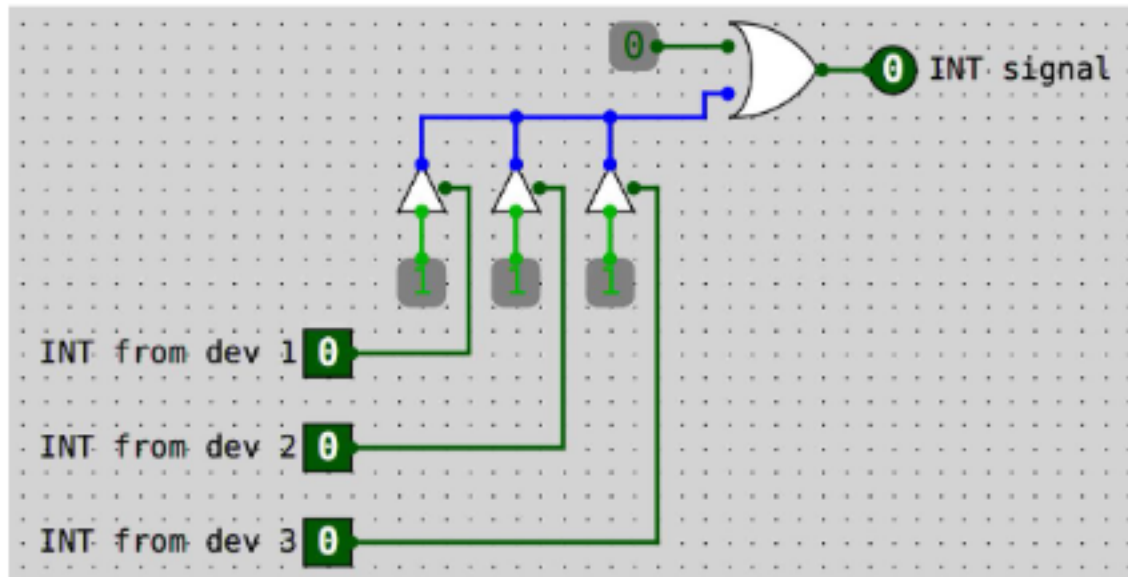 0
0 INT signal
1 1 1
INT from dev 1 0
INT from dev 2 0
INT from dev 3 0